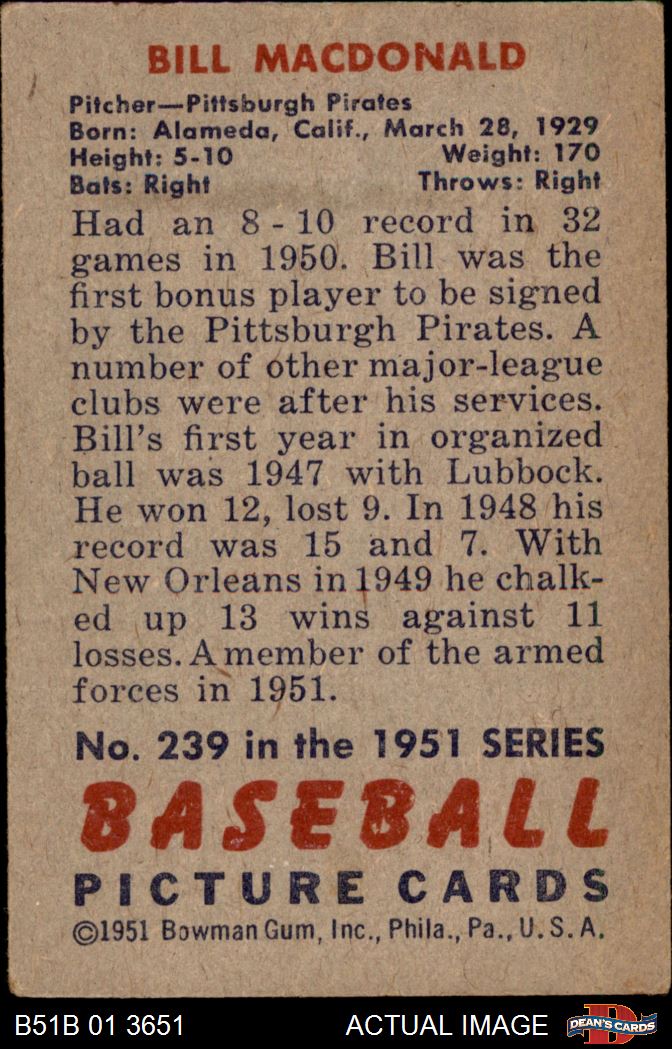 BILL MACDONALD
Pitcher—Pittsburgh Pirates
Born: Alameda, Calif., March 28, 1929
Height: 5-10 Weight: 170
Bats: Right Throws: Right
Had an 8 - 10 record in 32
games in 1950. Bill was the
first bonus player to be signed
by the Pittsburgh Pirates. A
number of other major-league
clubs were after his services.
Bill's first year in organized
ball was 1947 with Lubbock.
He won 12, lost 9. In 1948 his
record was 15 and 7. With
New Orleans in 1949 he chalk-
ed up 13 wins against 11
losses. A member of the armed
forces in 1951.
No. 239 in the 1951 SERIES
BASEBALL
PICTURE CARDS
©1951 Bowman Gum, Inc., Phila., Pa., U.S.A.
B51B 01 3651 ACTUAL IMAGE D DEAN'S CARDS